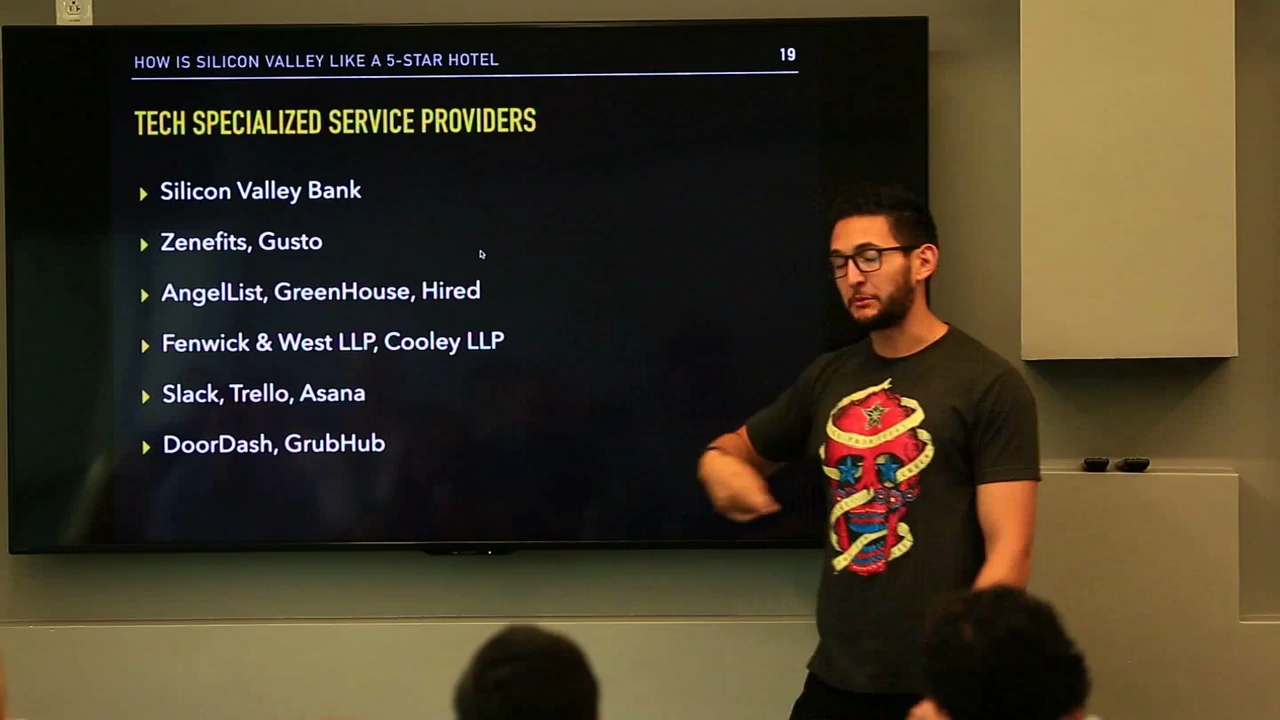 HOW IS SILICON VALLEY LIKE A 5-STAR HOTEL 19
TECH SPECIALIZED SERVICE PROVIDERS
Silicon Valley Bank
Zenefits, Gusto
AngelList, GreenHouse, Hired
Fenwick & West LLP, Cooley LLP
Slack, Trello, Asana
DoorDash, GrubHub